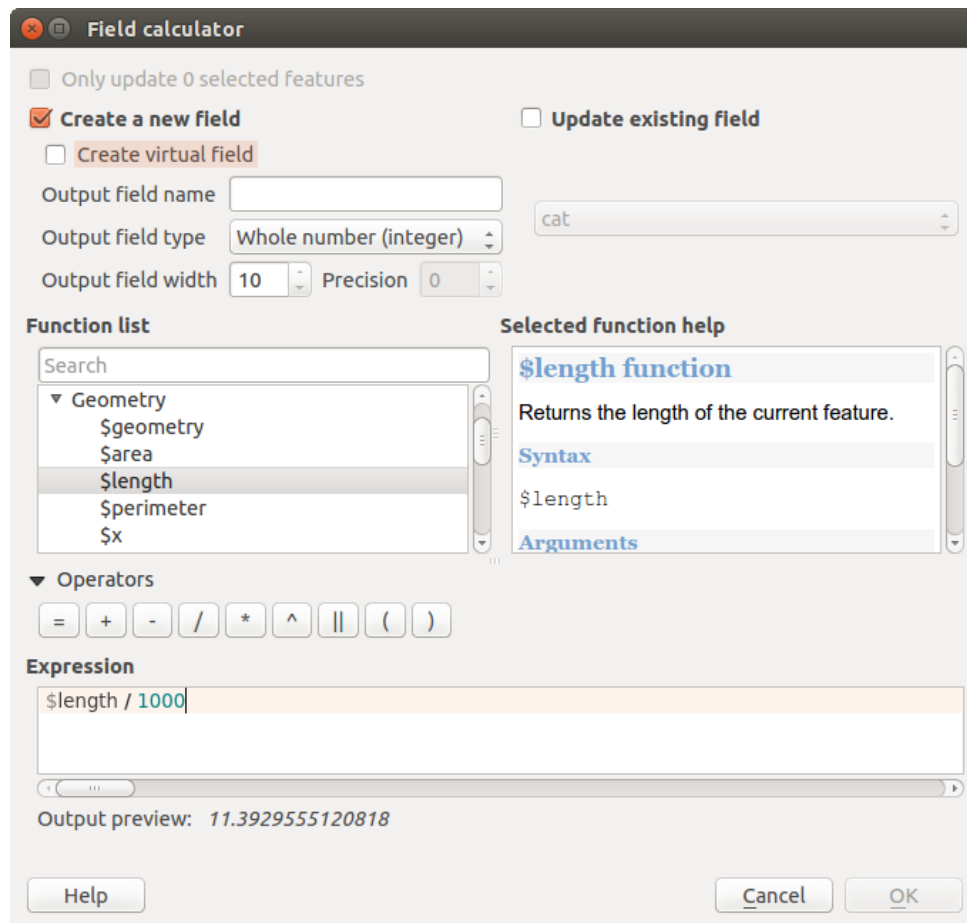 Field calculator
Only update 0 selected features
Create a new field
Update existing field
Create virtual field
Output field name
cat
Output field type Whole number (integer)
Output field width 10 Precision 0
Function list
Selected function help
Search
Geometry
$geometry
$area
$length
$perimeter
$x
$length function
Returns the length of the current feature.
Syntax
$length
Arguments
Operators
= + - / * ^ || ( )
Expression
$length / 1000
Output preview: 11.3929555120818
Help Cancel OK